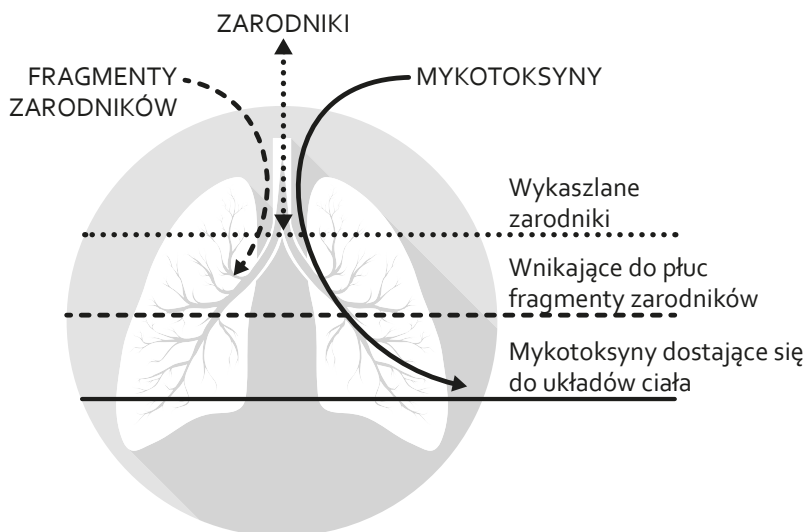 ZARODNIKI
FRAGMENTY
ZARODNIKÓW
MYKOTOKSYNY
Wykaszlane
zarodniki
Wnikające do płuc
fragmenty zarodników
Mykotoksyny dostające się
do układów ciała